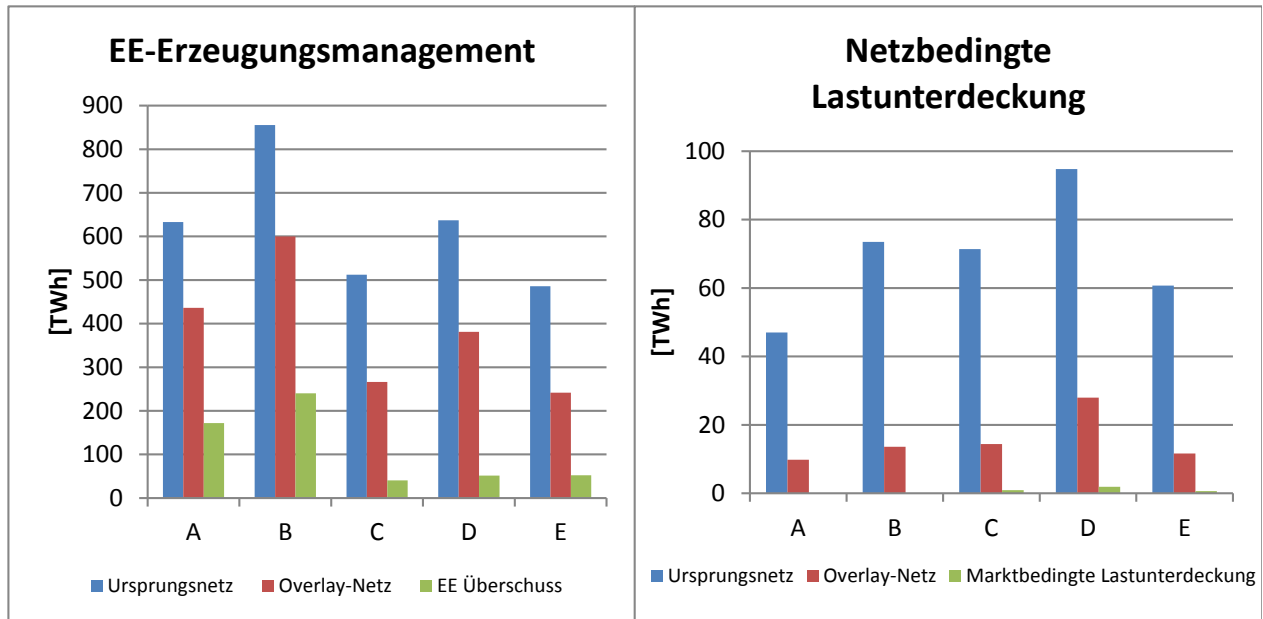 EE-Erzeugungsmanagement
900
800
700
600
500
400
300
200
100
0
[TWh]
A B C D E
Ursprungsnetz Overlay-Netz EE Überschuss
Netzbedingte
Lastunterdeckung
100
80
60
40
20
0
[TWh]
A B C D E
Ursprungsnetz Overlay-Netz Marktbedingte Lastunterdeckung